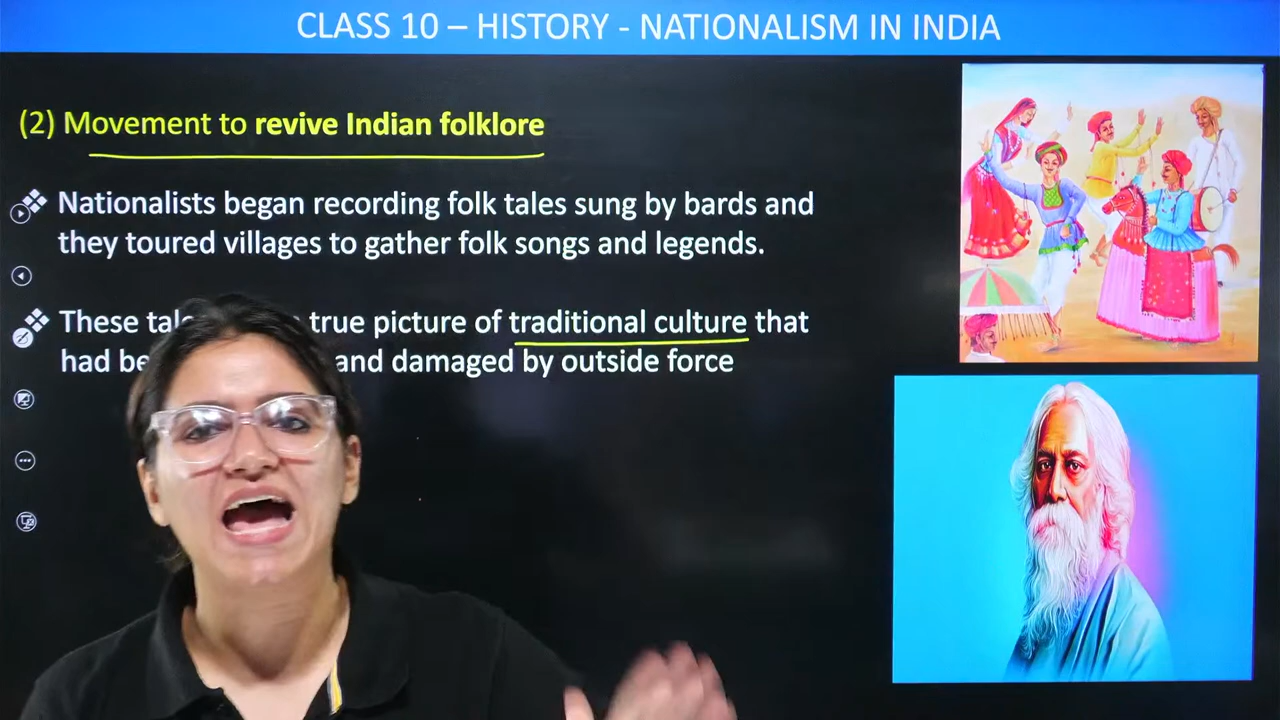 CLASS 10 – HISTORY - NATIONALISM IN INDIA
(2) Movement to revive Indian folklore
❖ Nationalists began recording folk tales sung by bards and
they toured villages to gather folk songs and legends.
❖ These true picture of traditional culture that
had and damaged by outside force